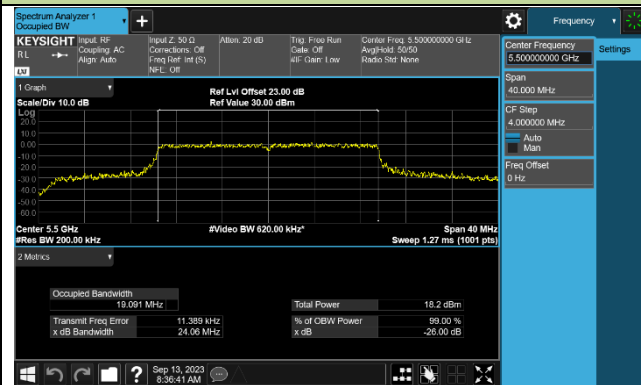 Spectrum Analyzer 1
Occupied BW
Frequency
KEYSIGHT
RL
LXI
Input: RF
Coupling: AC
Align: Auto
Input Z: 50 Ω
Corrections: Off
Freq Ref: Int (S)
NFE: Off
Atten: 20 dB
Trig: Free Run
Gate: Off
#IF Gain: Low
Center Freq: 5.500000000 GHz
Avg|Hold: 50/50
Radio Std: None
Center Frequency
5.500000000 GHz
Settings
Span
40.000 MHz
CF Step
4.000000 MHz
Auto
Man
Freq Offset
0 Hz
1 Graph
Scale/Div 10.0 dB
Ref Lvl Offset 23.00 dB
Ref Value 30.00 dBm
Log
20.0
10.0
0.00
-10.0
-20.0
-30.0
-40.0
-50.0
-60.0
Center 5.5 GHz
#Res BW 200.00 kHz
#Video BW 620.00 kHz*
Span 40 MHz
Sweep 1.27 ms (1001 pts)
2 Metrics
Occupied Bandwidth
19.091 MHz
Total Power
18.2 dBm
Transmit Freq Error
11.389 kHz
% of OBW Power
99.00 %
x dB Bandwidth
24.06 MHz
x dB
-26.00 dB
?
Sep 13, 2023
8:36:41 AM